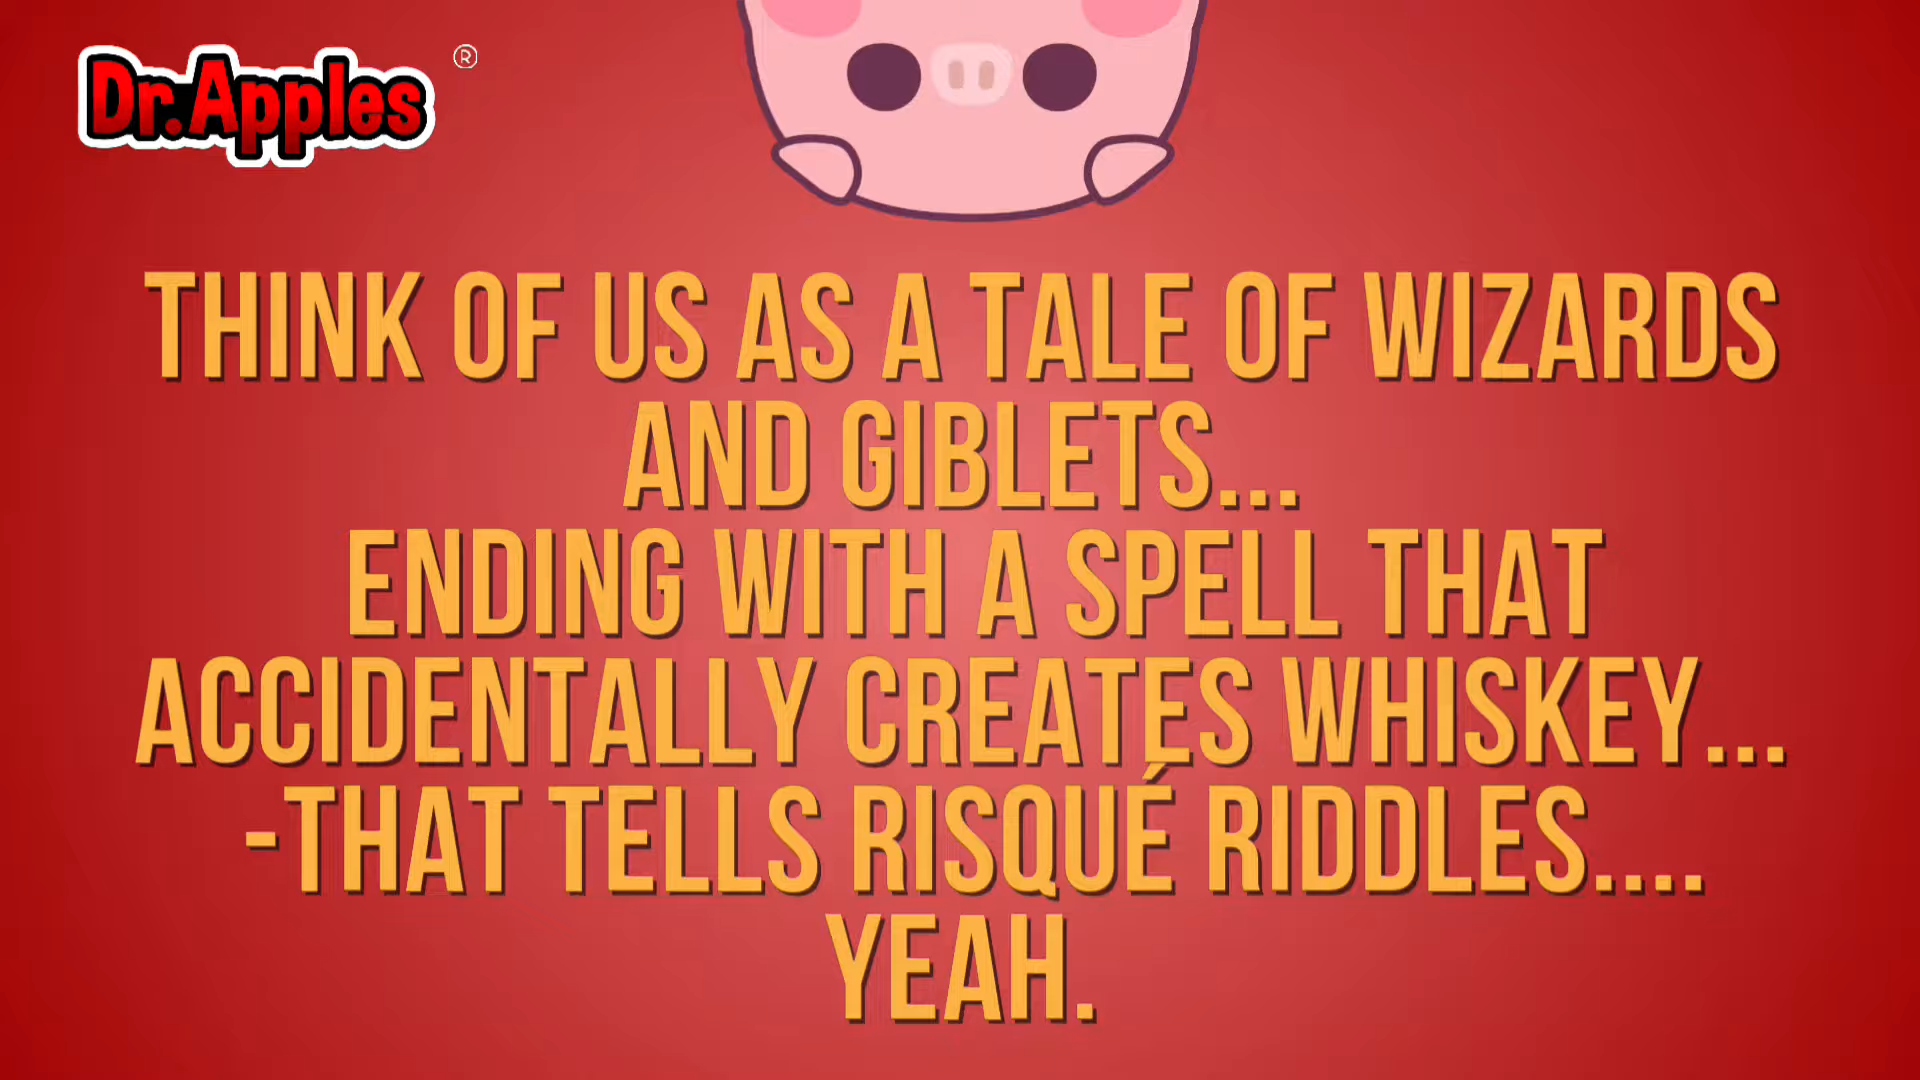 Dr.Apples ®
THINK OF US AS A TALE OF WIZARDS
AND GIBLETS...
ENDING WITH A SPELL THAT
ACCIDENTALLY CREATES WHISKEY...
-THAT TELLS RISQUÉ RIDDLES....
YEAH.